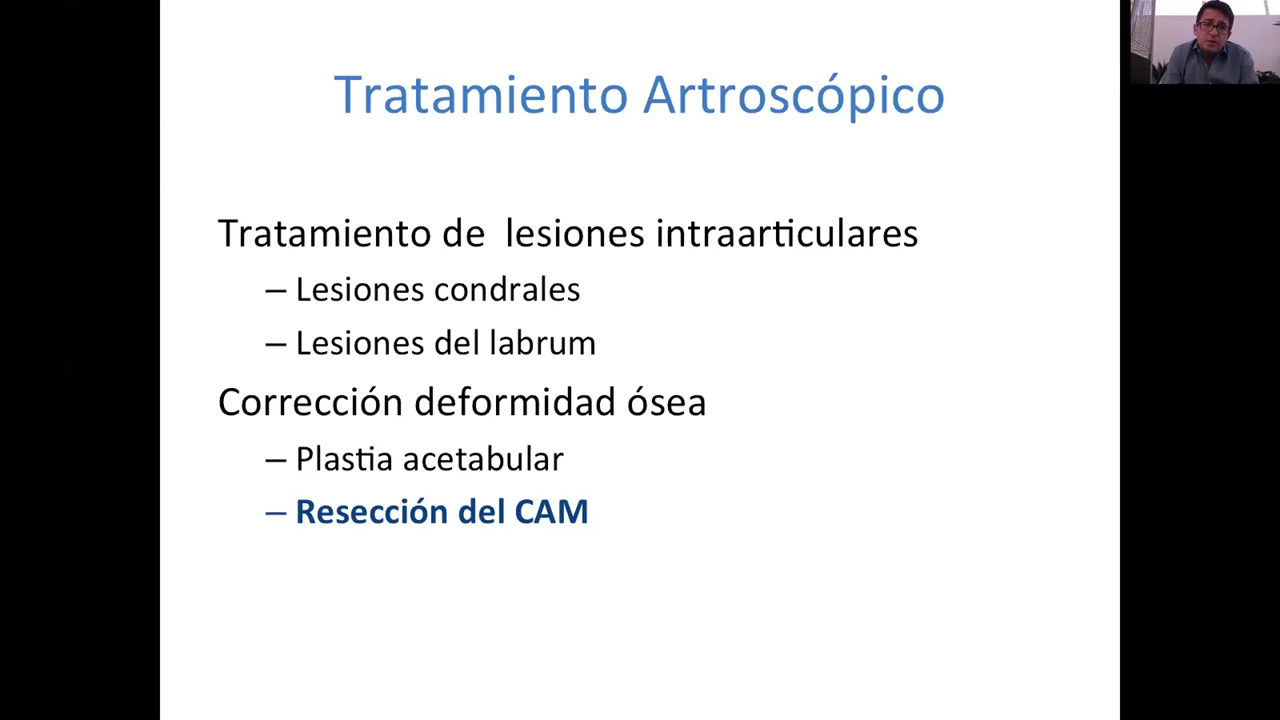 Tratamiento Artroscópico
Tratamiento de lesiones intraarticulares
– Lesiones condrales
– Lesiones del labrum
Corrección deformidad ósea
– Plastia acetabular
– Resección del CAM